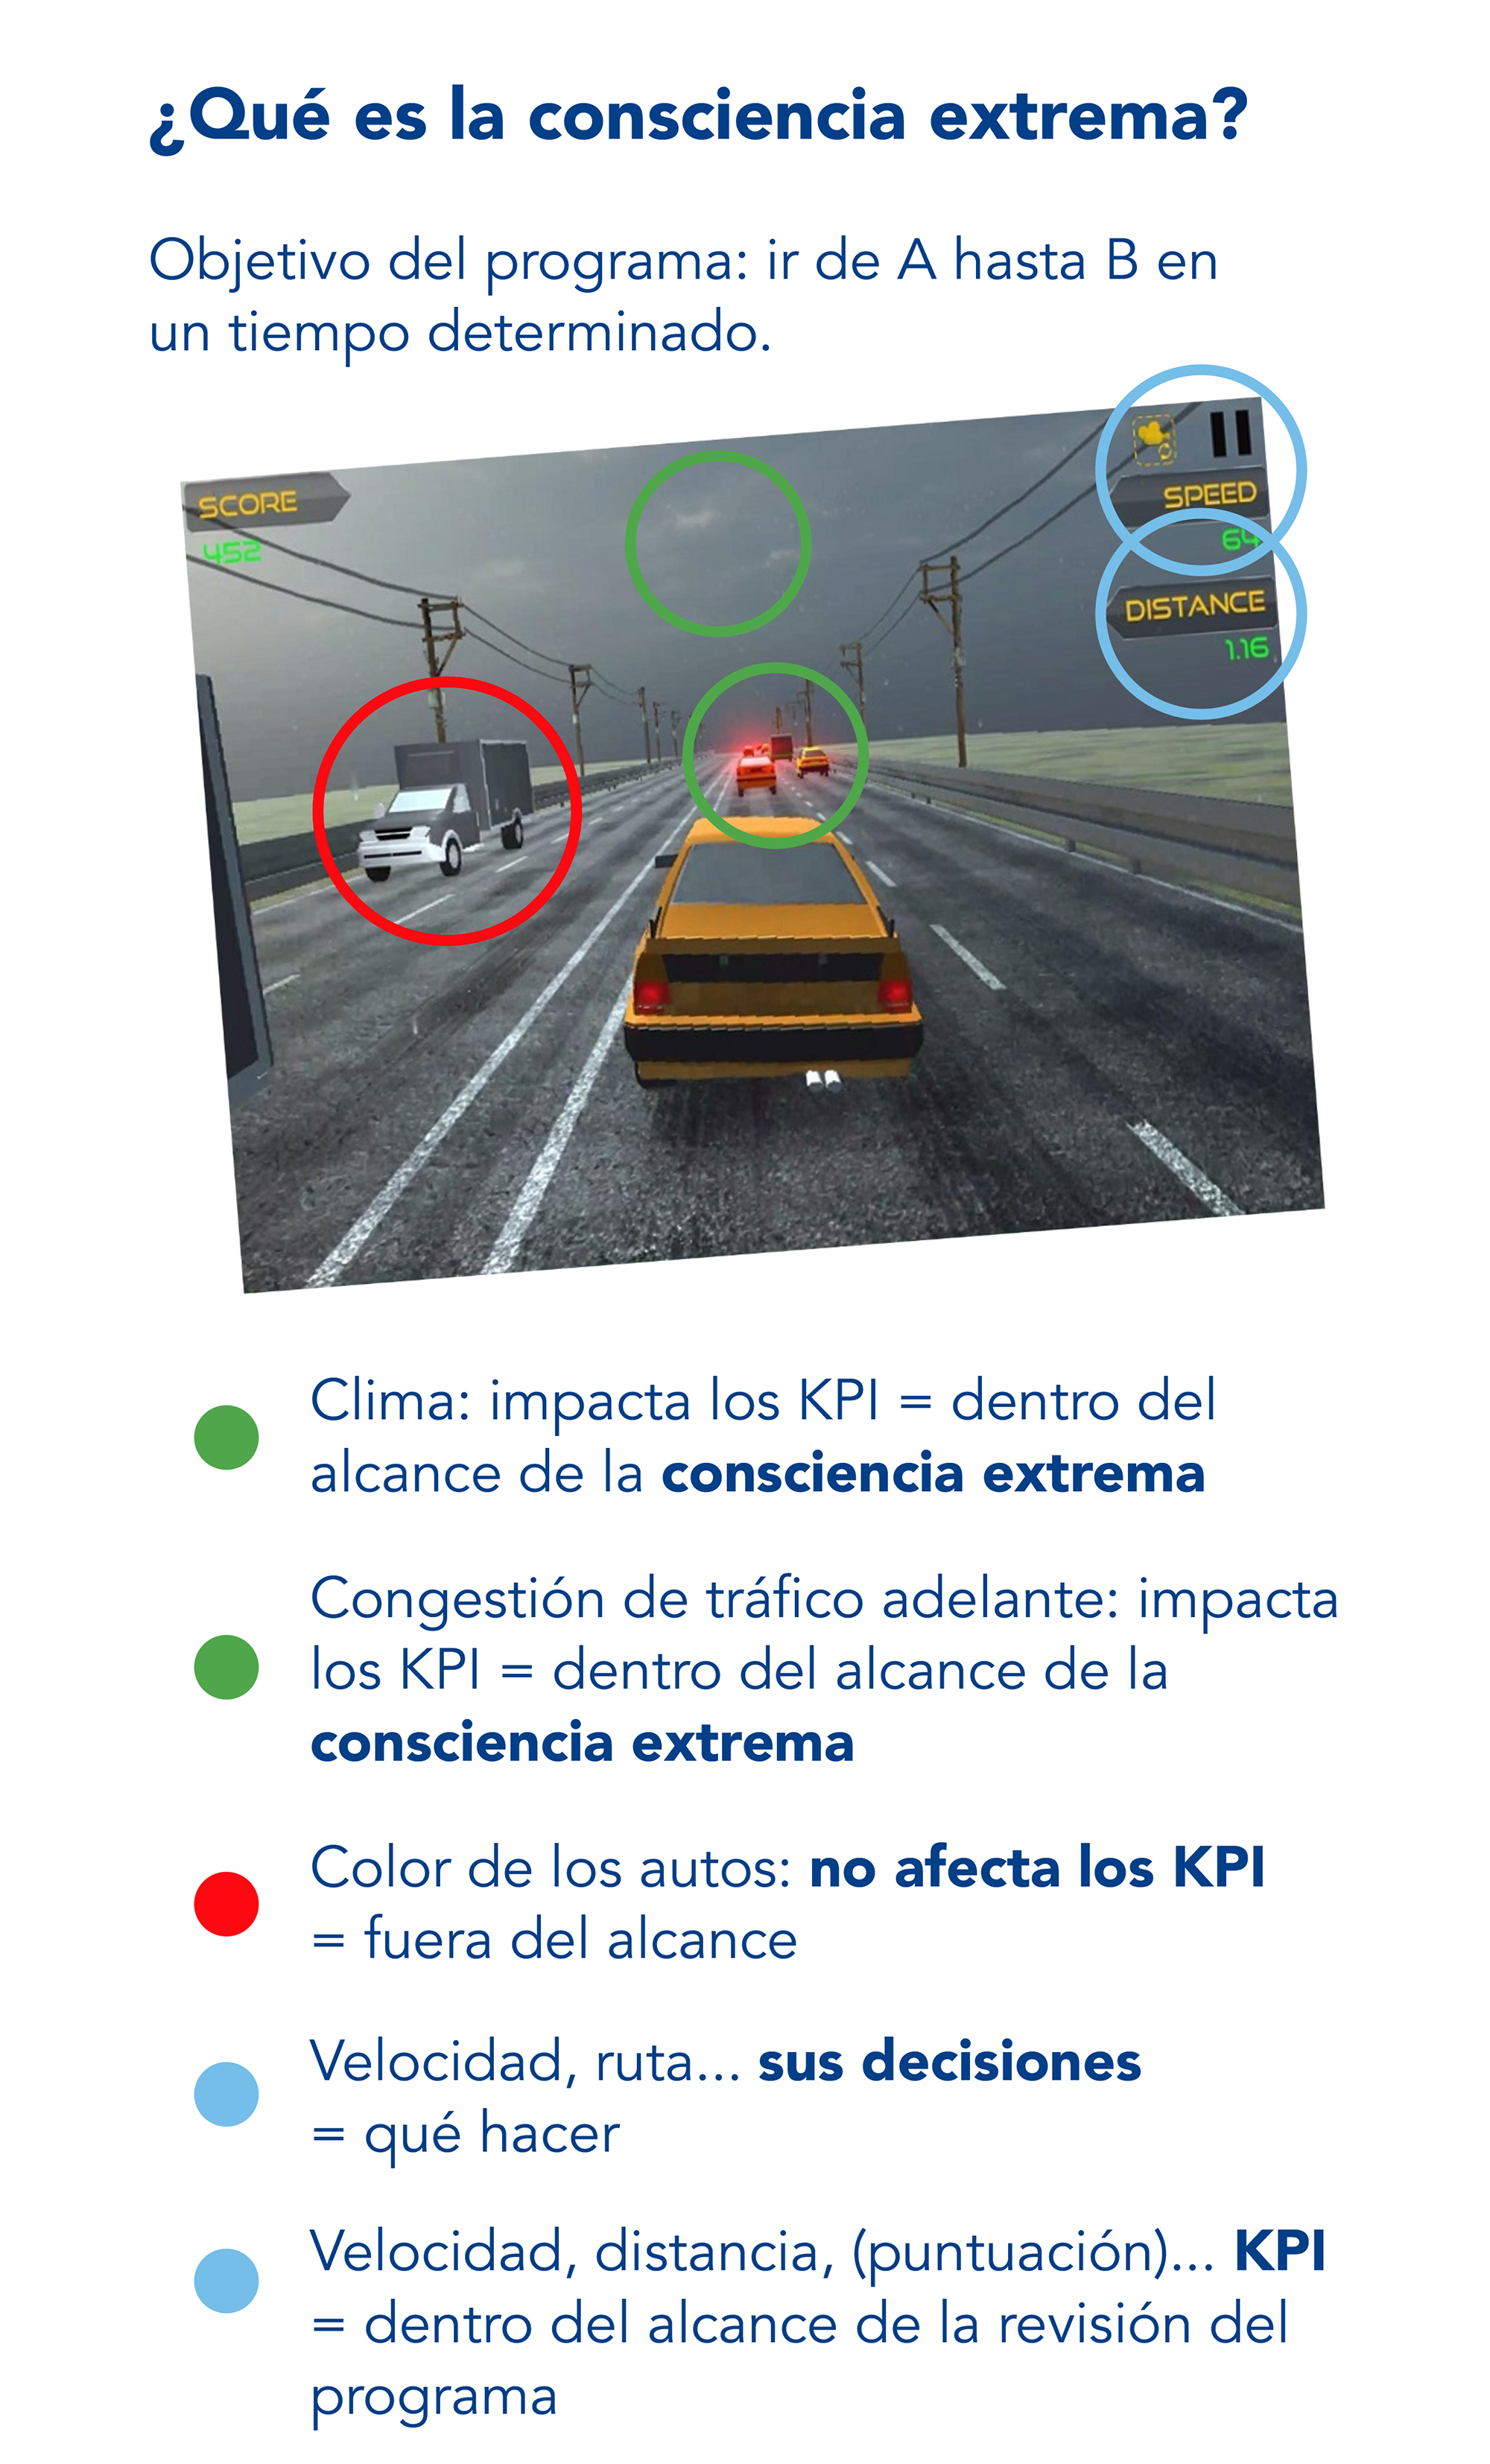 ¿Qué es la consciencia extrema?
Objetivo del programa: ir de A hasta B en
un tiempo determinado.
SCORE
452
SPEED
64
DISTANCE
1.16
Clima: impacta los KPI = dentro del
alcance de la consciencia extrema
Congestión de tráfico adelante: impacta
los KPI = dentro del alcance de la
consciencia extrema
Color de los autos: no afecta los KPI
= fuera del alcance
Velocidad, ruta... sus decisiones
= qué hacer
Velocidad, distancia, (puntuación)... KPI
= dentro del alcance de la revisión del
programa